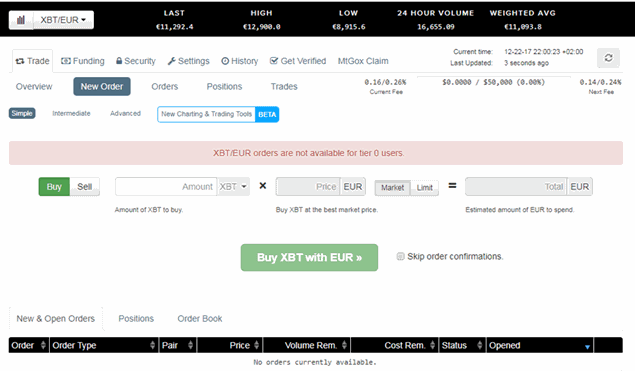 XBT/EUR LAST HIGH LOW 24 HOUR VOLUME WEIGHTED AVG
€11,292.4 €12,900.0 €8,915.6 16,655.09 €11,093.8
Trade Funding Security Settings History Get Verified MtGox Claim
Current time: 12-22-17 22:00:23 +02:00
Last Updated: 3 seconds ago
Overview New Order Orders Positions Trades
0.16/0.26% $0.0000 / $50,000 (0.00%) 0.14/0.24%
Current Fee Next Fee
Simple Intermediate Advanced New Charting & Trading Tools BETA
XBT/EUR orders are not available for tier 0 users.
Buy Sell Amount XBT × Price EUR Market Limit = Total EUR
Amount of XBT to buy. Buy XBT at the best market price. Estimated amount of EUR to spend.
Buy XBT with EUR » Skip order confirmations.
New & Open Orders Positions Order Book
Order Order Type Pair Price Volume Rem. Cost Rem. Status Opened
No orders currently available.